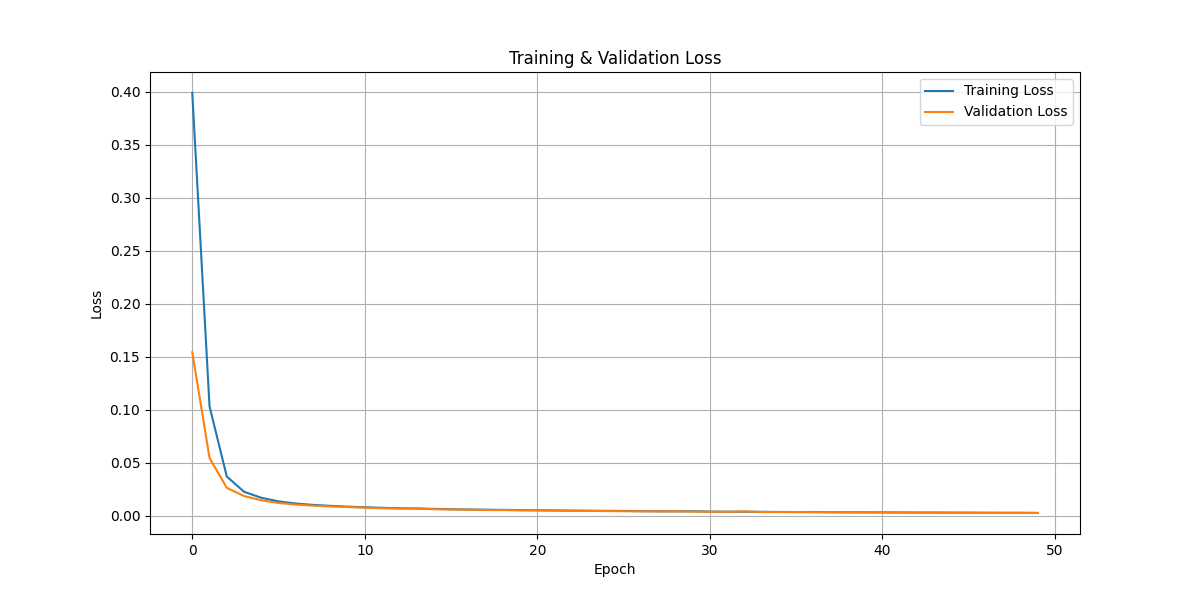 Training & Validation Loss
Training Loss
Validation Loss
0.40
0.35
0.30
0.25
0.20
0.15
0.10
0.05
0.00
Loss
0 10 20 30 40 50
Epoch